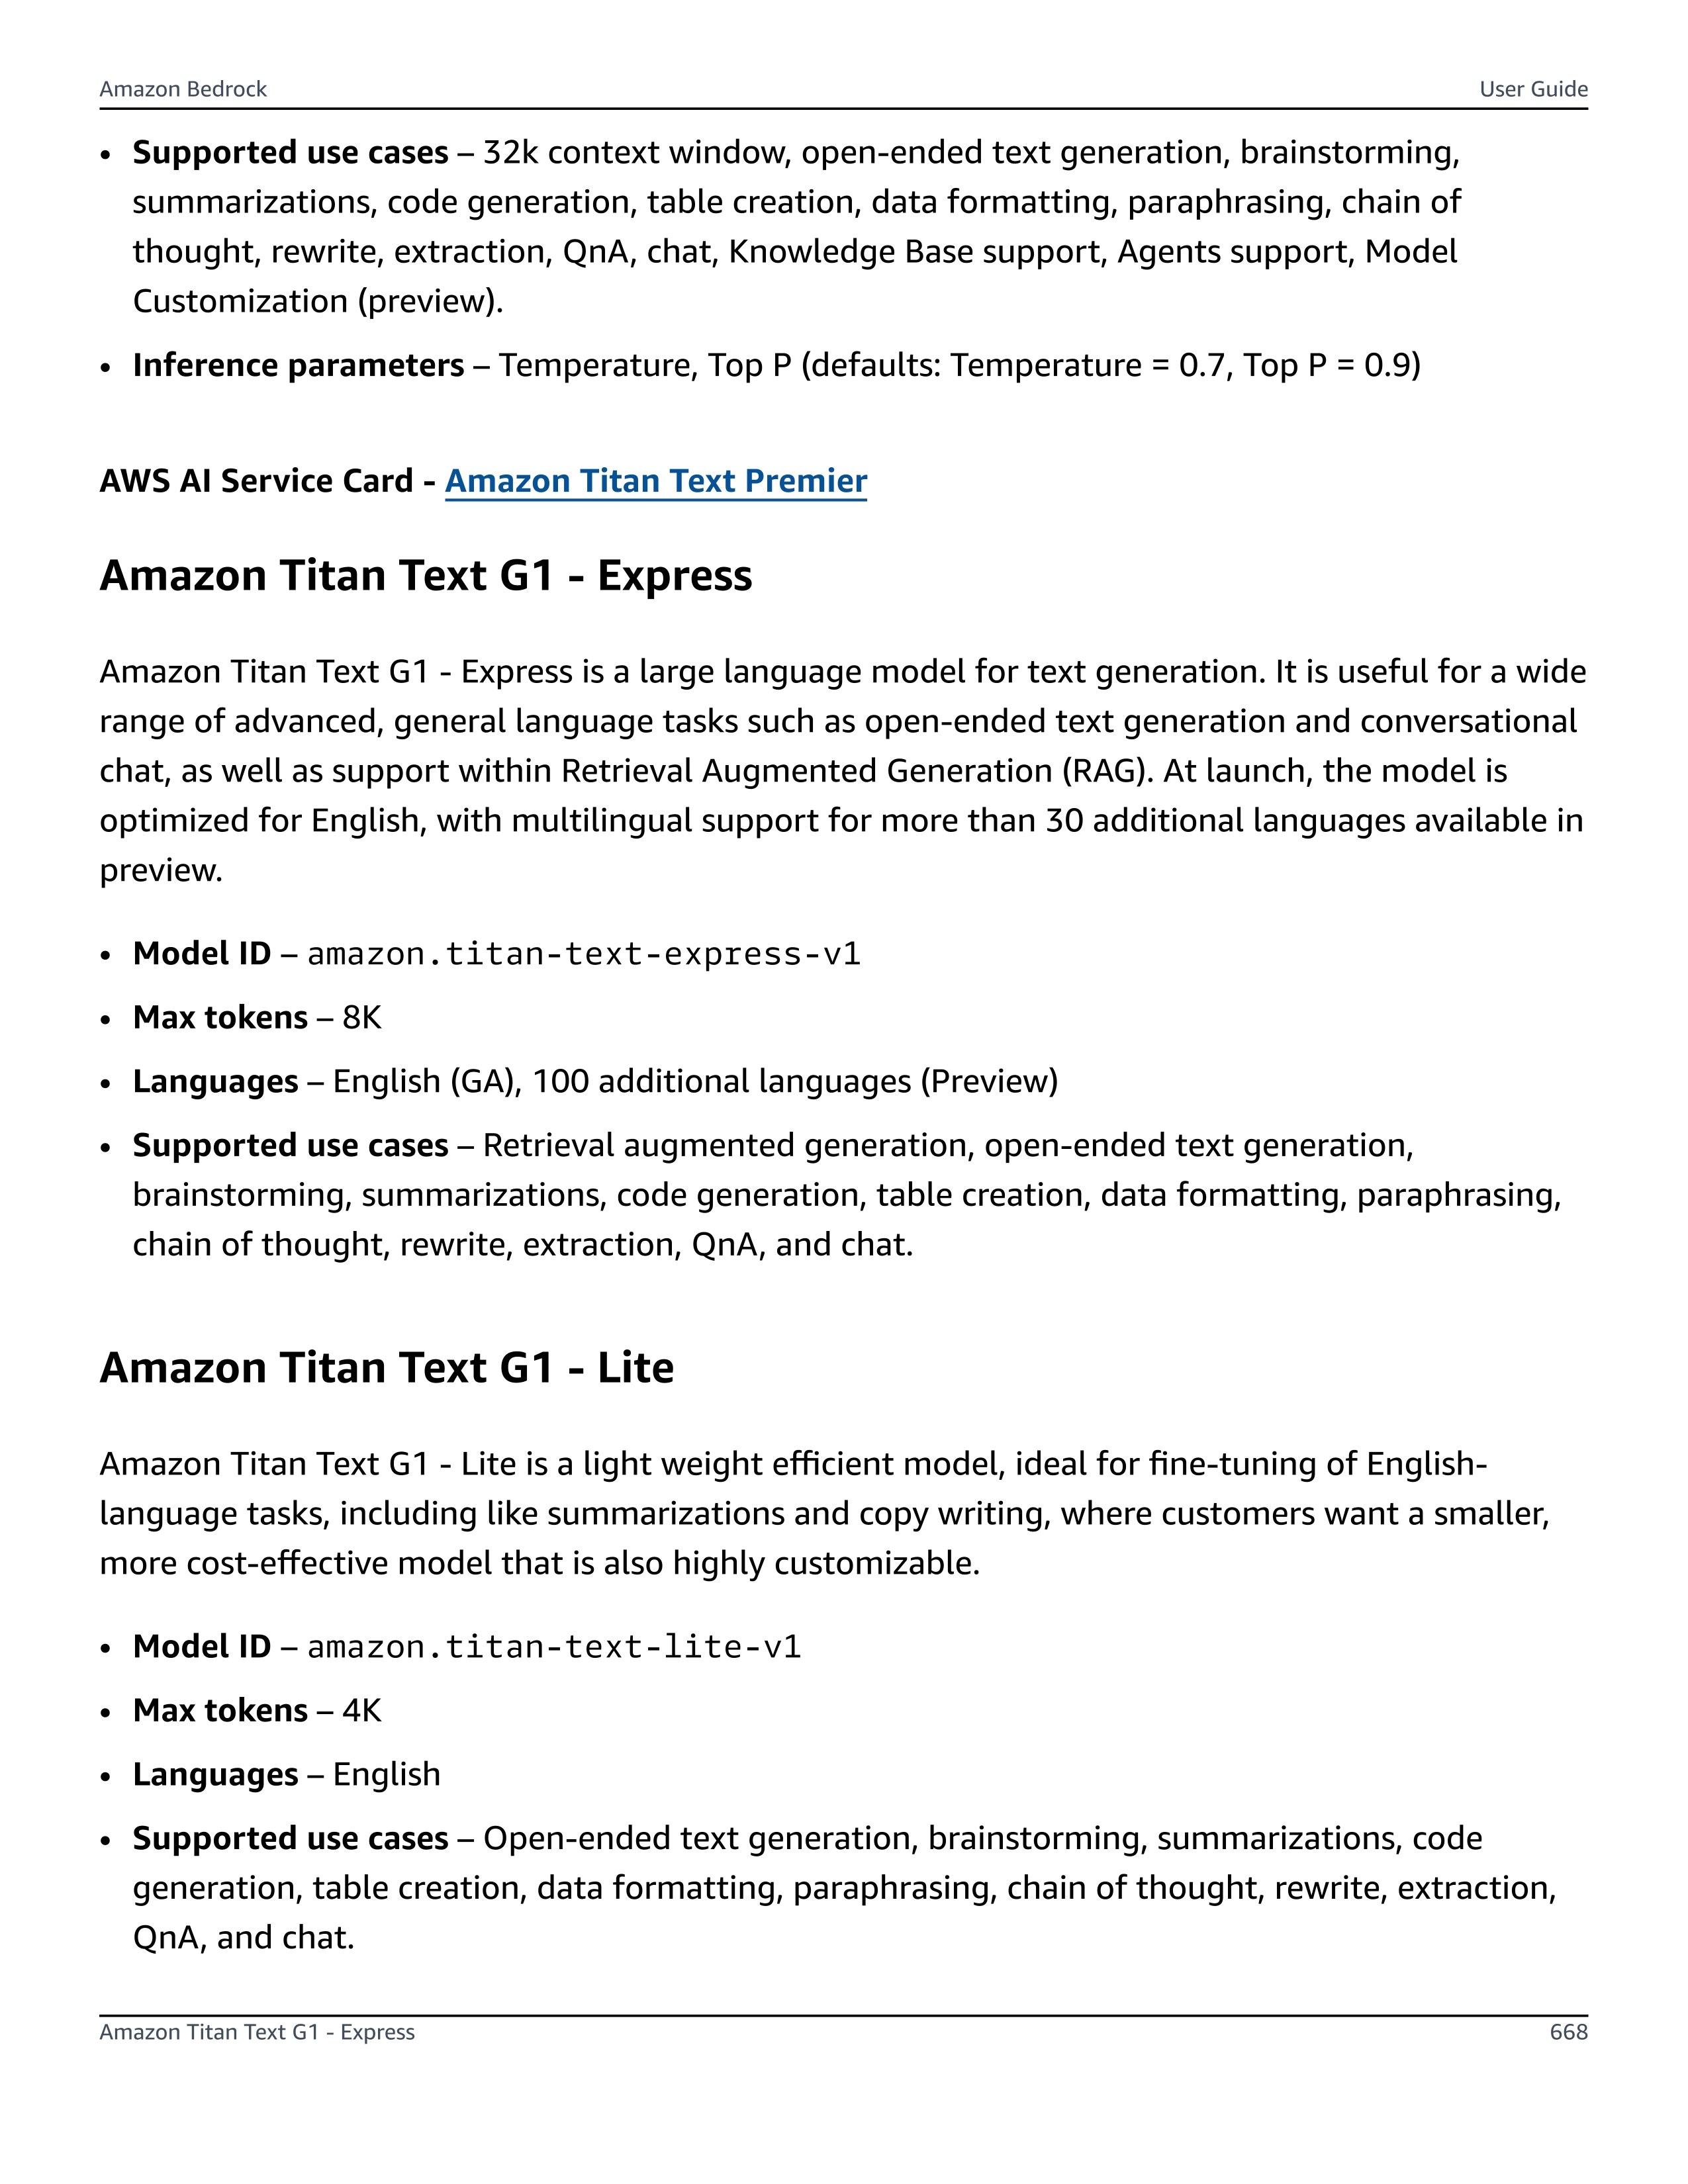 Amazon Bedrock
User Guide
• Supported use cases – 32k context window, open-ended text generation, brainstorming,
summarizations, code generation, table creation, data formatting, paraphrasing, chain of
thought, rewrite, extraction, QnA, chat, Knowledge Base support, Agents support, Model
Customization (preview).
• Inference parameters – Temperature, Top P (defaults: Temperature = 0.7, Top P = 0.9)
AWS AI Service Card - Amazon Titan Text Premier
Amazon Titan Text G1 - Express
Amazon Titan Text G1 - Express is a large language model for text generation. It is useful for a wide
range of advanced, general language tasks such as open-ended text generation and conversational
chat, as well as support within Retrieval Augmented Generation (RAG). At launch, the model is
optimized for English, with multilingual support for more than 30 additional languages available in
preview.
• Model ID – amazon.titan-text-express-v1
• Max tokens – 8K
• Languages – English (GA), 100 additional languages (Preview)
• Supported use cases – Retrieval augmented generation, open-ended text generation,
brainstorming, summarizations, code generation, table creation, data formatting, paraphrasing,
chain of thought, rewrite, extraction, QnA, and chat.
Amazon Titan Text G1 - Lite
Amazon Titan Text G1 - Lite is a light weight efficient model, ideal for fine-tuning of English-
language tasks, including like summarizations and copy writing, where customers want a smaller,
more cost-effective model that is also highly customizable.
• Model ID – amazon.titan-text-lite-v1
• Max tokens – 4K
• Languages – English
• Supported use cases – Open-ended text generation, brainstorming, summarizations, code
generation, table creation, data formatting, paraphrasing, chain of thought, rewrite, extraction,
QnA, and chat.
Amazon Titan Text G1 - Express
668